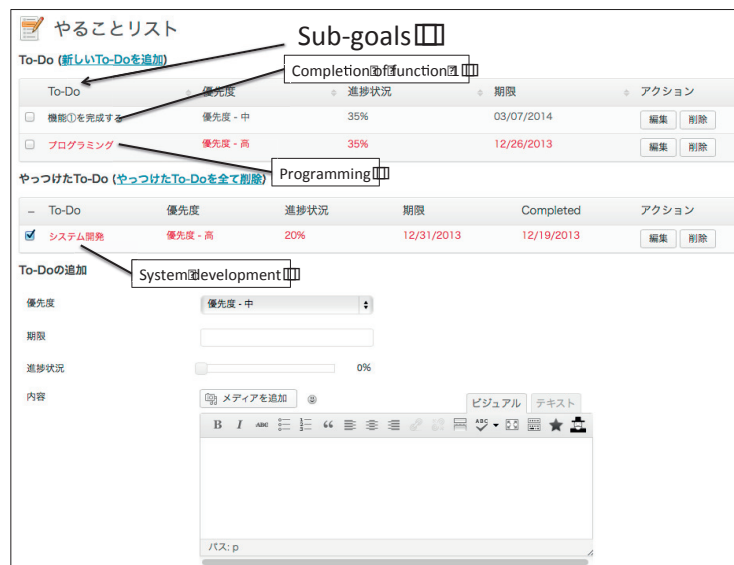 やることリスト
Sub-goals
To-Do (新しいTo-Doを追加)
Completion of function 1
To-Do 優先度 進捗状況 期限 アクション
機能①を完成する 優先度 - 中 35% 03/07/2014 編集 削除
プログラミング 優先度 - 高 35% 12/26/2013 編集 削除
Programming
やっつけたTo-Do (やっつけたTo-Doを全て削除)
– To-Do 優先度 進捗状況 期限 Completed アクション
システム開発 優先度 - 高 20% 12/31/2013 12/19/2013 編集 削除
System development
To-Doの追加
優先度 優先度 - 中
期限
進捗状況 0%
内容 メディアを追加 ビジュアル テキスト
B I ABC ABC
パス: p